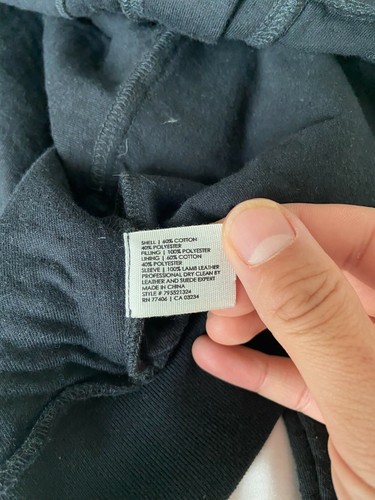 SHELL | 60% COTTON
40% POLYESTER
FILLING | 100% POLYESTER
LINING | 60% COTTON
40% POLYESTER
SLEEVE | 100% LAMB LEATHER
PROFESSIONAL DRY CLEAN BY
LEATHER AND SUEDE EXPERT
MADE IN CHINA
STYLE # 795521324
RN 77406 | CA 03234